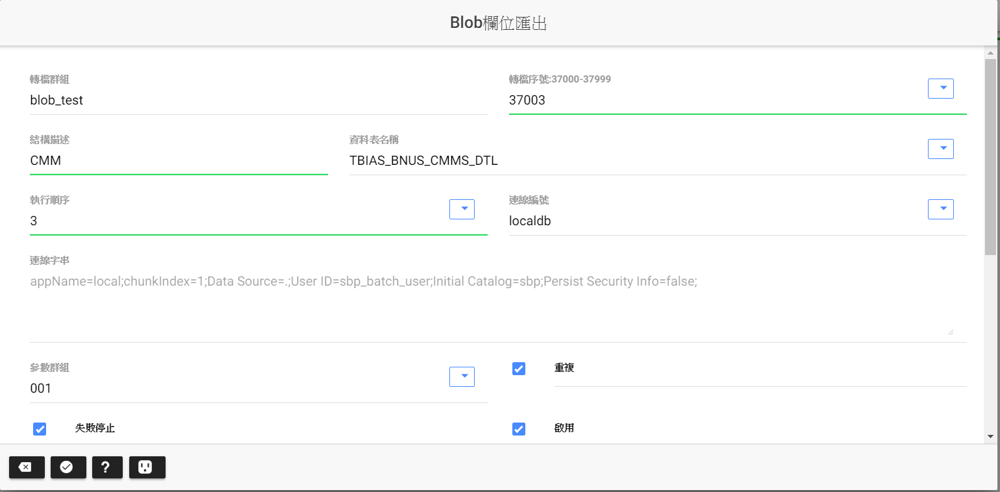 Blob欄位匯出
轉檔群組
轉檔序號:37000-37999
blob_test
37003
結構描述
資料表名稱
CMM
TBIAS_BNUS_CMMS_DTL
執行順序
連線編號
3
localdb
連線字串
appName=local;chunkIndex=1;Data Source=.;User ID=sbp_batch_user;Initial Catalog=sbp;Persist Security Info=false;
參數群組
重複
001
失敗停止
啟用